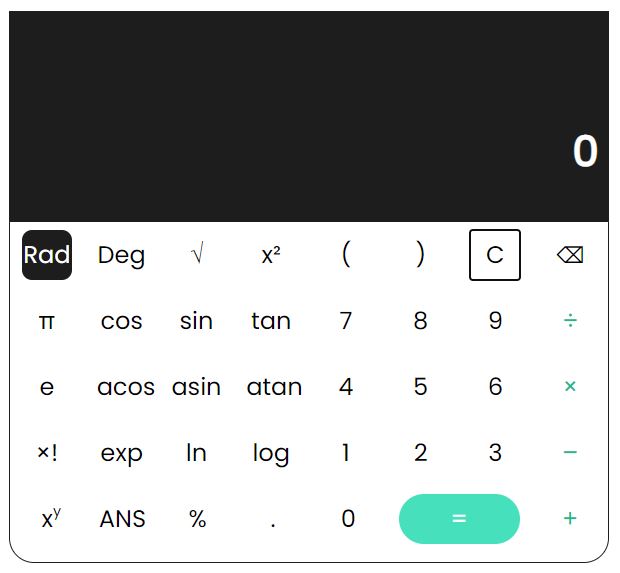 0
Rad Deg √ x² ( ) C ⌫
π cos sin tan 7 8 9 ÷
e acos asin atan 4 5 6 ×
×! exp ln log 1 2 3 −
xʸ ANS % . 0 = +